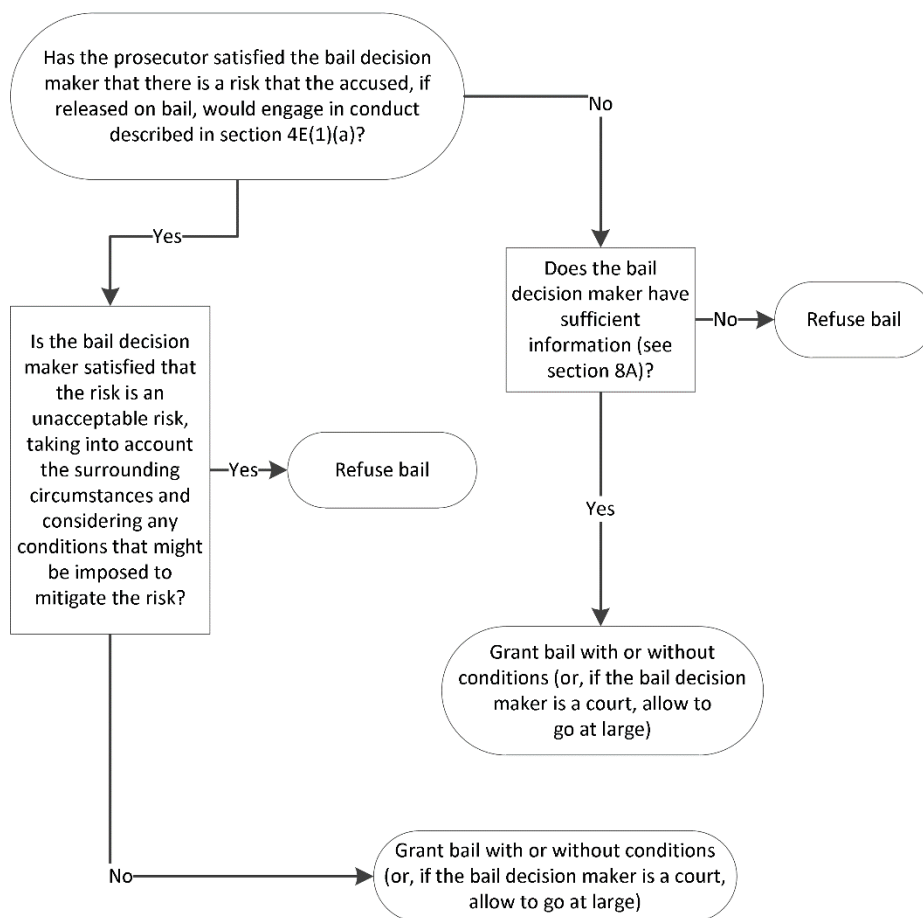 Has the prosecutor satisfied the bail decision
maker that there is a risk that the accused, if
released on bail, would engage in conduct
described in section 4E(1)(a)?
No
Yes
Does the bail
decision maker have
sufficient
information (see
section 8A)?
No
Refuse bail
Is the bail decision
maker satisfied that
the risk is an
unacceptable risk,
taking into account
the surrounding
circumstances and
considering any
conditions that might
be imposed to
mitigate the risk?
Yes
Refuse bail
Yes
Grant bail with or without
conditions (or, if the bail decision
maker is a court, allow to
go at large)
No
Grant bail with or without conditions
(or, if the bail decision maker is a court,
allow to go at large)